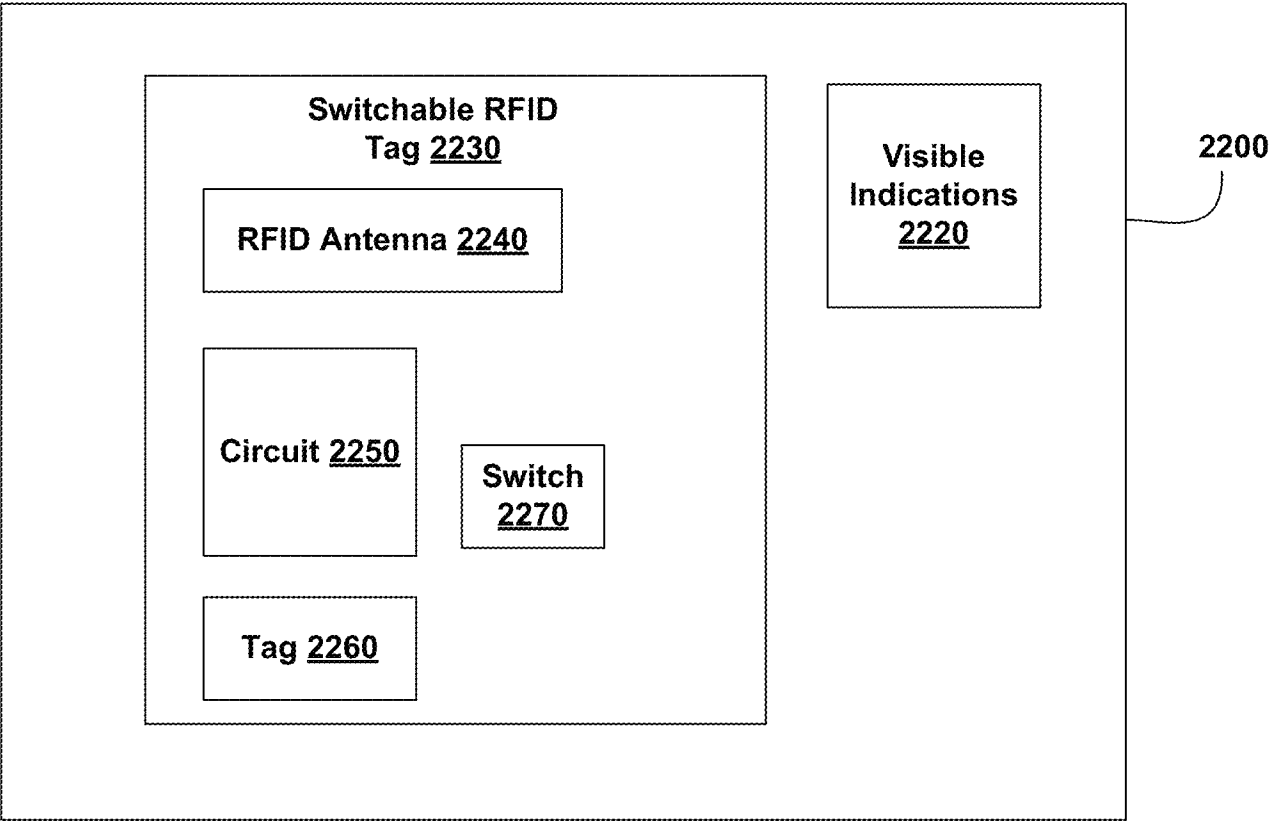 Switchable RFID
Tag 2230
RFID Antenna 2240
Circuit 2250
Switch
2270
Tag 2260
Visible
Indications
2220
2200